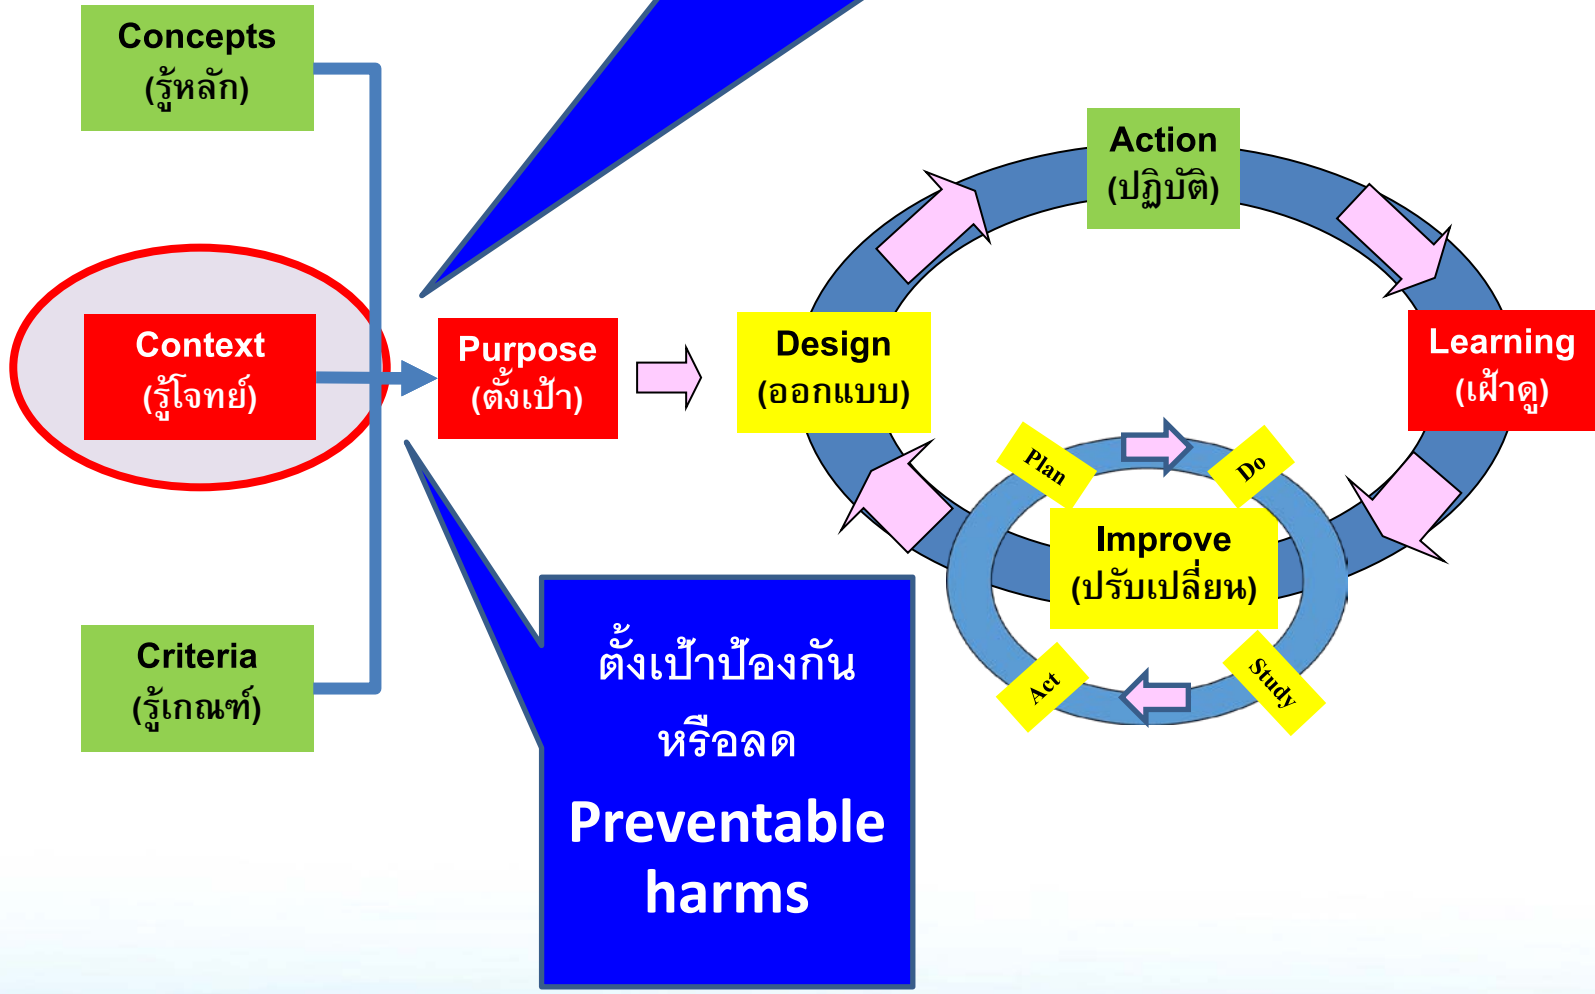 Concepts
(รู้หลัก)
Context
(รู้โจทย์)
Criteria
(รู้เกณฑ์)
Purpose
(ตั้งเป้า)
Design
(ออกแบบ)
Action
(ปฏิบัติ)
Learning
(เฝ้าดู)
Improve
(ปรับเปลี่ยน)
Plan
Do
Study
Act
ตั้งเป้าป้องกัน
หรือลด
Preventable
harms